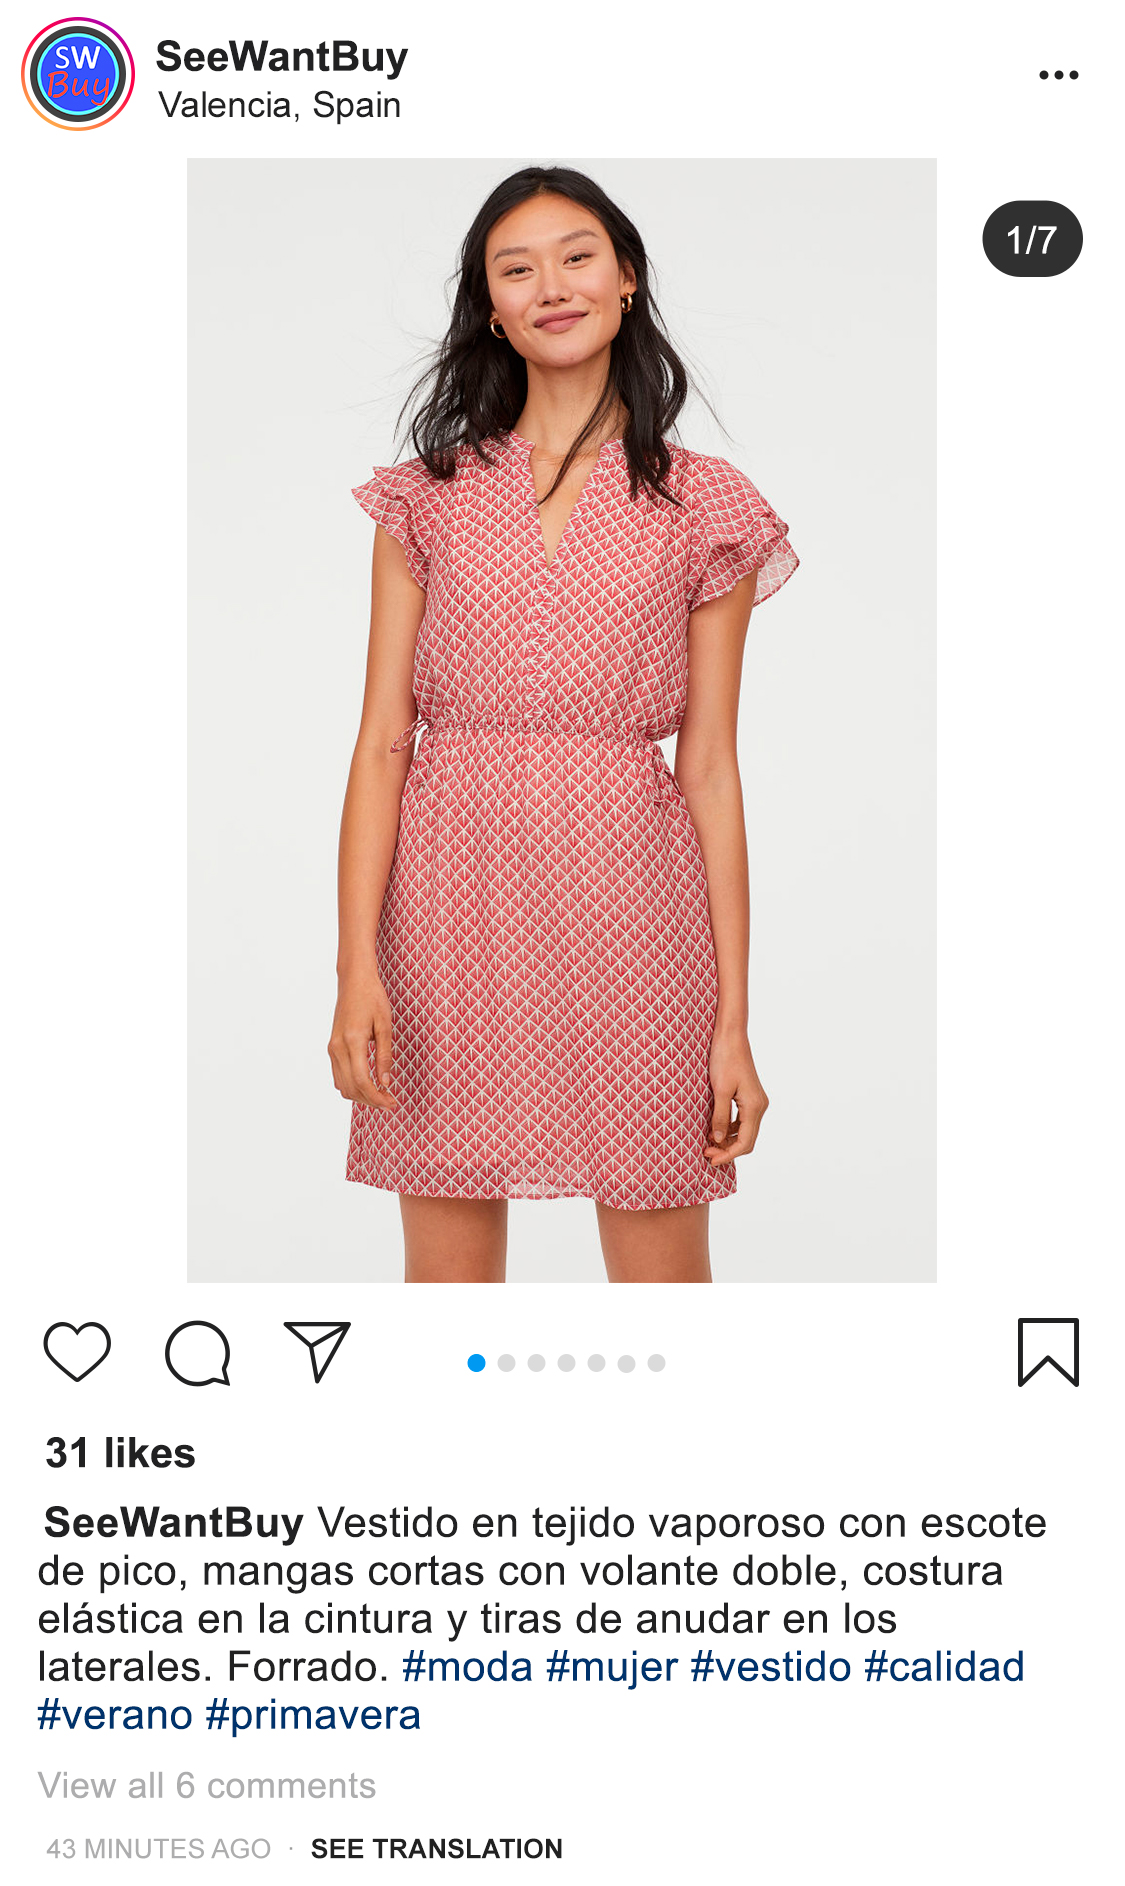 SW
Buy
SeeWantBuy
Valencia, Spain
1/7
31 likes
SeeWantBuy Vestido en tejido vaporoso con escote
de pico, mangas cortas con volante doble, costura
elástica en la cintura y tiras de anudar en los
laterales. Forrado. #moda #mujer #vestido #calidad
#verano #primavera
View all 6 comments
43 MINUTES AGO · SEE TRANSLATION